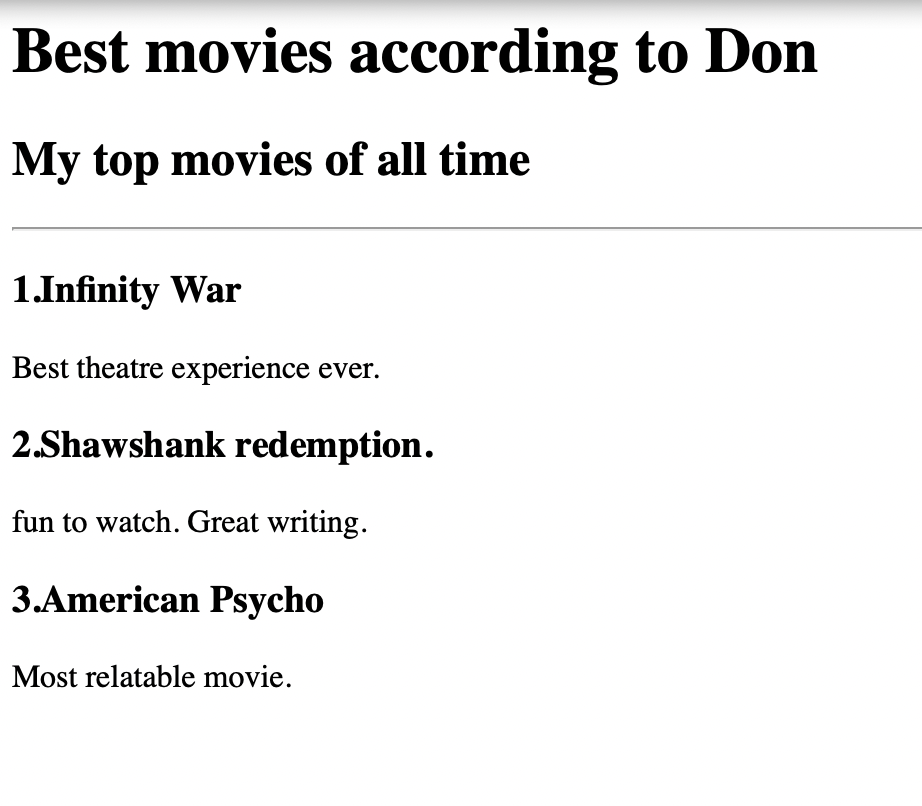 Best movies according to Don
My top movies of all time
1.Infinity War
Best theatre experience ever.
2.Shawshank redemption.
fun to watch. Great writing.
3.American Psycho
Most relatable movie.